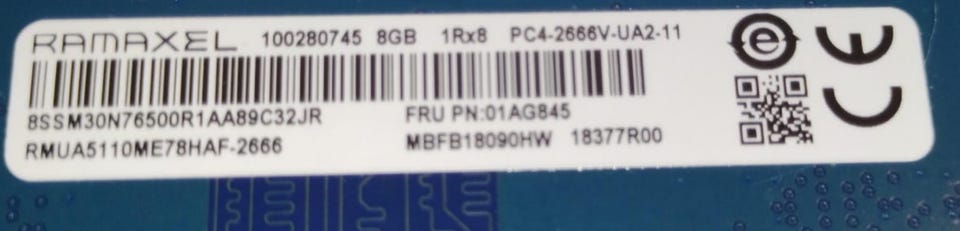 RAMAXEL 100280745 8GB 1Rx8 PC4-2666V-UA2-11
8SSM30N76500R1AA89C32JR FRU PN:01AG845
RMUA5110ME78HAF-2666 MBFB18090HW 18377R00